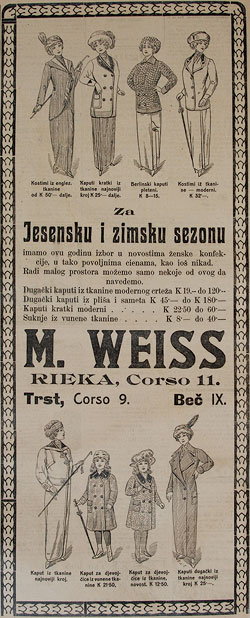 Kostimi iz englez.
tkanine
od K 50·— dalje.
Kaputi kratki iz
tkanine najnoviji
kroj K 25·— dalje.
Berlinski kaputi
pleteni.
K 8—15.
Kostimi iz tkani-
ne — moderni.
K 32·—.
Za
Jesensku i zimsku sezonu
imamo ovu godinu izbor u novostima ženske konfek-
cije, u tako povoljnima cienama, kao još nikad.
Radi malog prostora možemo samo nekoje od ovog da
navedemo.
Dugački kaputi iz tkanine modernog crteža K 19.- do 120-
Dugački kaputi iz pliša i sameta K 45— do K 180—
Kaputi kratki moderni . . . . . K 22·50 do 60—
Suknje iz vunene tkanine . . . . K 8·— do 40·—
M. WEISS
RIEKA, Corso 11.
Trst, Corso 9. Beč IX.
Kaput iz tkanine
najnoviji kroj.
Kaput za djevoj-
čice iz vunene tka-
nine K 21·50.
Kaput za djevoj-
čice iz tkanine,
novost. K 12·50.
Kaputi dugački iz
tkanine najnoviji
kroj K 25·—.